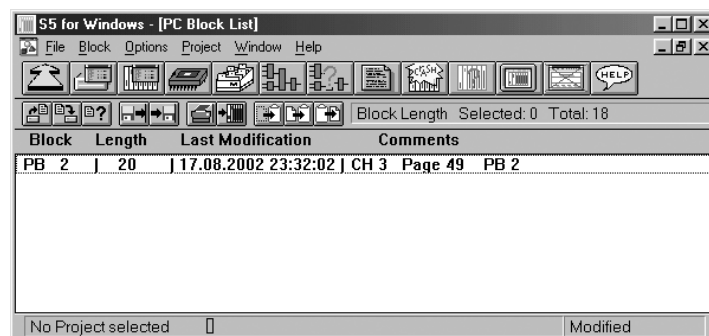 S5 for Windows - [PC Block List]
File Block Options Project Window Help
CRASH HELP
Block Length Selected: 0 Total: 18
Block Length Last Modification Comments
PB 2 | 20 | 17.08.2002 23:32:02 | CH 3 Page 49 PB 2
No Project selected Modified